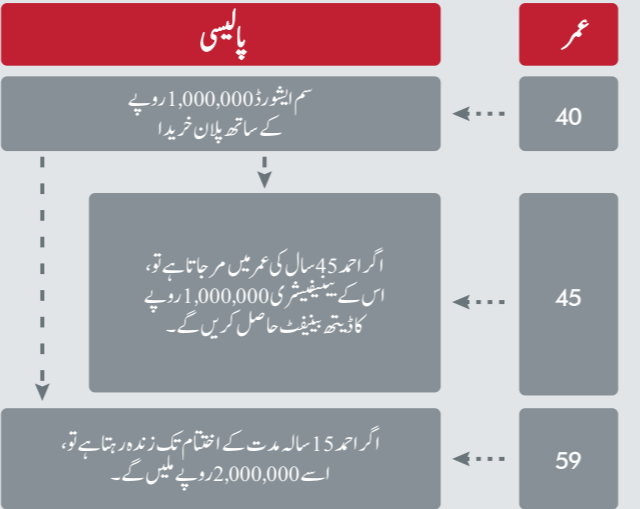 عمر
پالیسی
40
سم ایشورڈ 1,000,000 روپے
کے ساتھ پلان خریدا
45
اگر احمد 45 سال کی عمر میں مر جاتا ہے تو،
اس کے بینیفیشری 1,000,000 روپے
کا ڈیتھ بینیفٹ حاصل کریں گے۔
59
اگر احمد 15 سالہ مدت کے اختتام تک زندہ رہتا ہے تو،
اسے 2,000,000 روپے ملیں گے۔